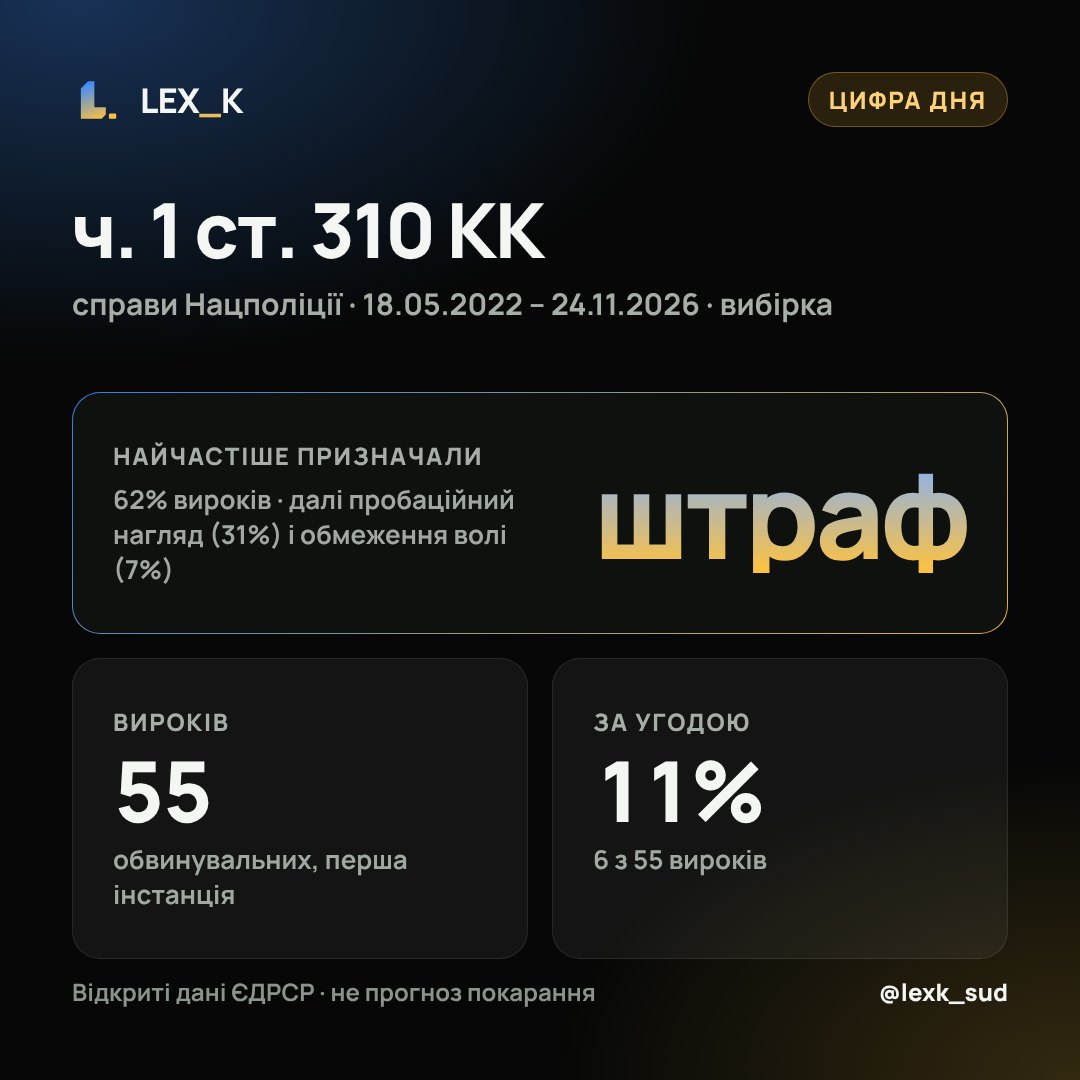 LEX_K
ЦИФРА ДНЯ
ч. 1 ст. 310 КК
справи Нацполіції · 18.05.2022 – 24.11.2026 · вибірка
НАЙЧАСТІШЕ ПРИЗНАЧАЛИ
62% вироків · далі пробаційний
нагляд (31%) і обмеження волі
(7%)
штраф
ВИРОКІВ
55
обвинувальних, перша
інстанція
ЗА УГОДОЮ
11%
6 з 55 вироків
Відкриті дані ЄДРСР · не прогноз покарання
@lexk_sud